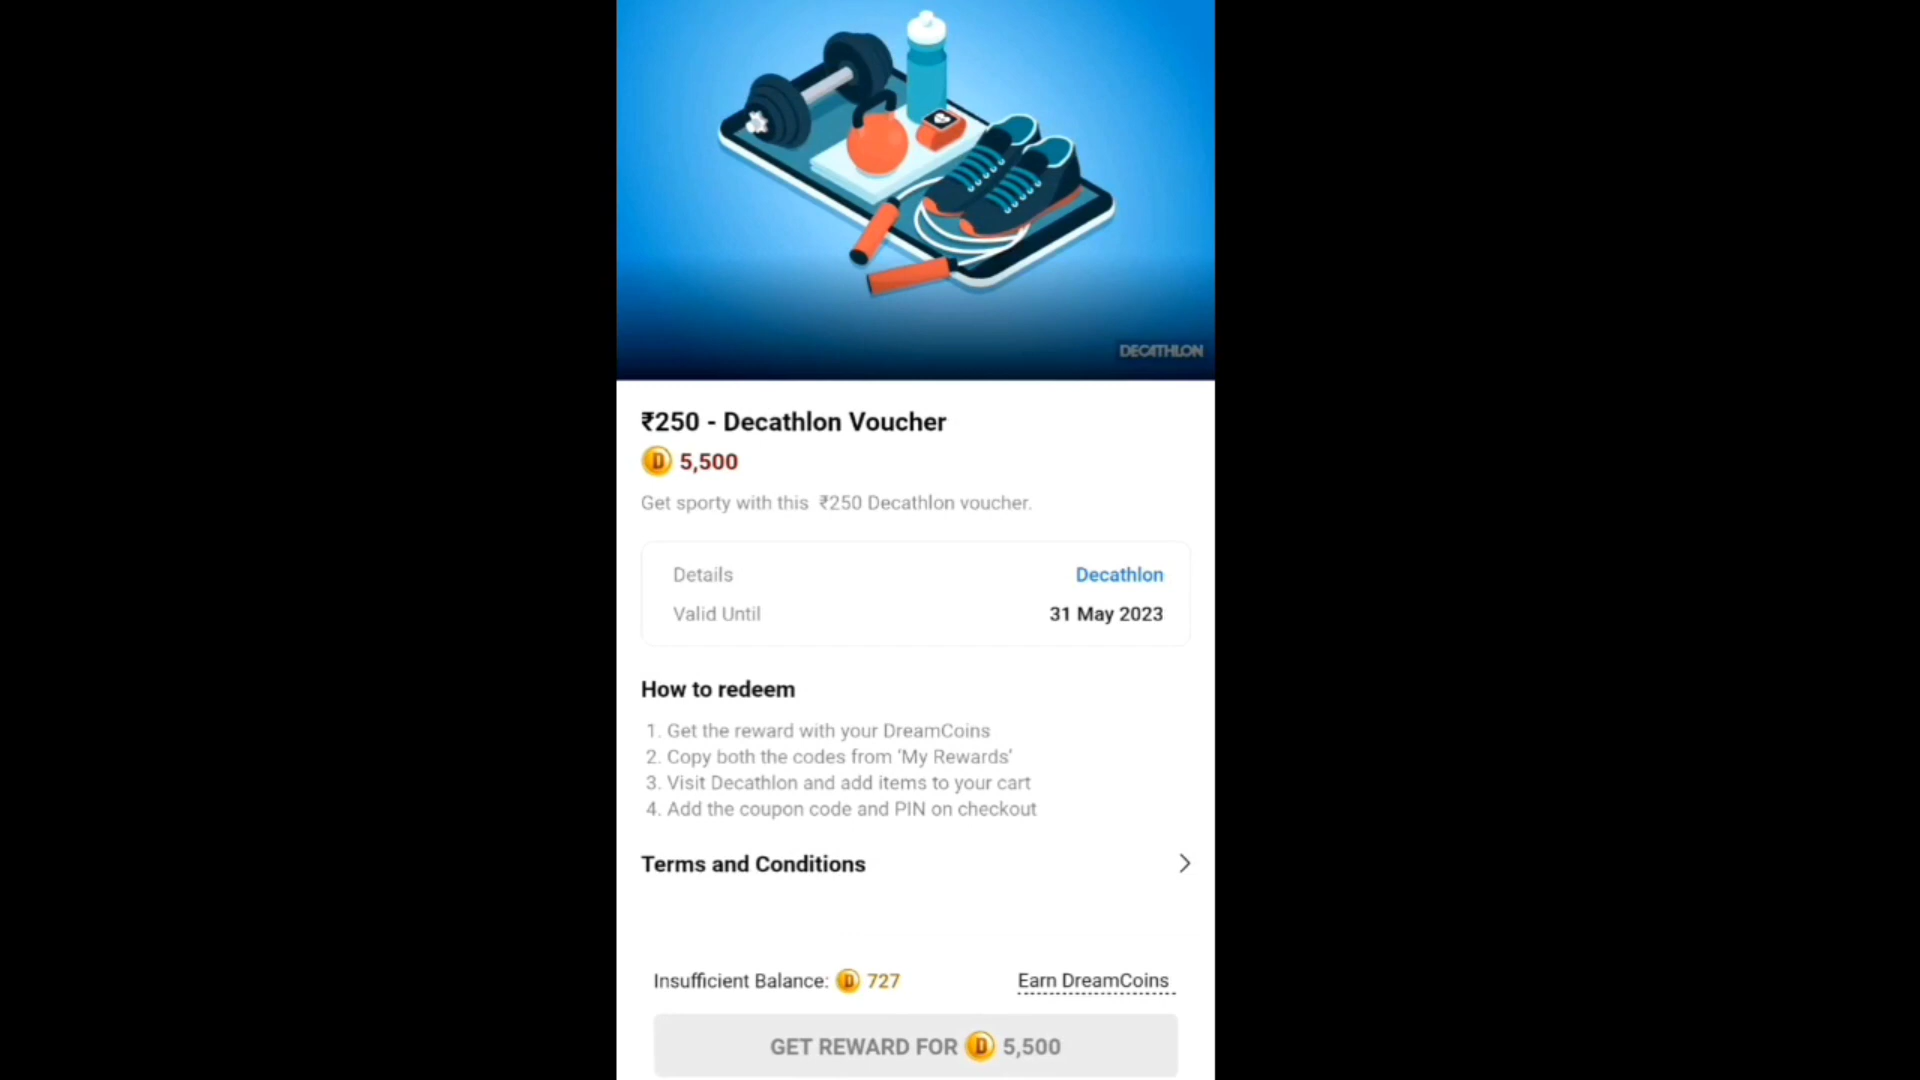 DECATHLON
₹250 - Decathlon Voucher
D 5,500
Get sporty with this ₹250 Decathlon voucher.
Details Decathlon
Valid Until 31 May 2023
How to redeem
1. Get the reward with your DreamCoins
2. Copy both the codes from ‘My Rewards’
3. Visit Decathlon and add items to your cart
4. Add the coupon code and PIN on checkout
Terms and Conditions
Insufficient Balance: D 727 Earn DreamCoins
GET REWARD FOR D 5,500